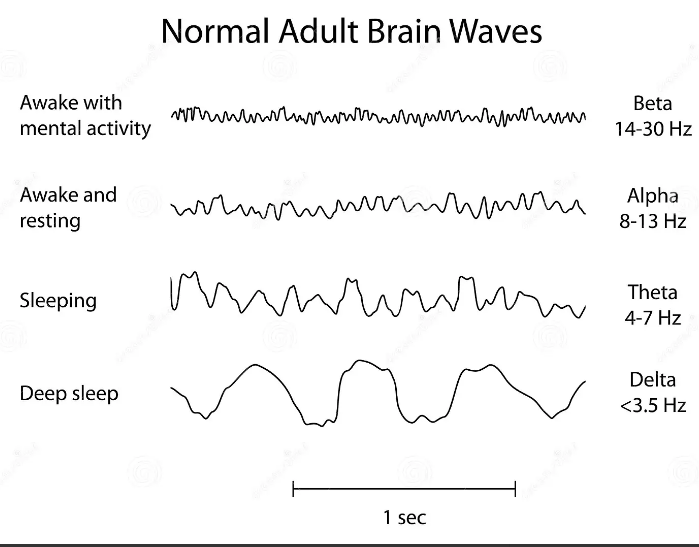 Normal Adult Brain Waves
Awake with
mental activity
Beta
14-30 Hz
Awake and
resting
Alpha
8-13 Hz
Sleeping
Theta
4-7 Hz
Deep sleep
Delta
<3.5 Hz
1 sec